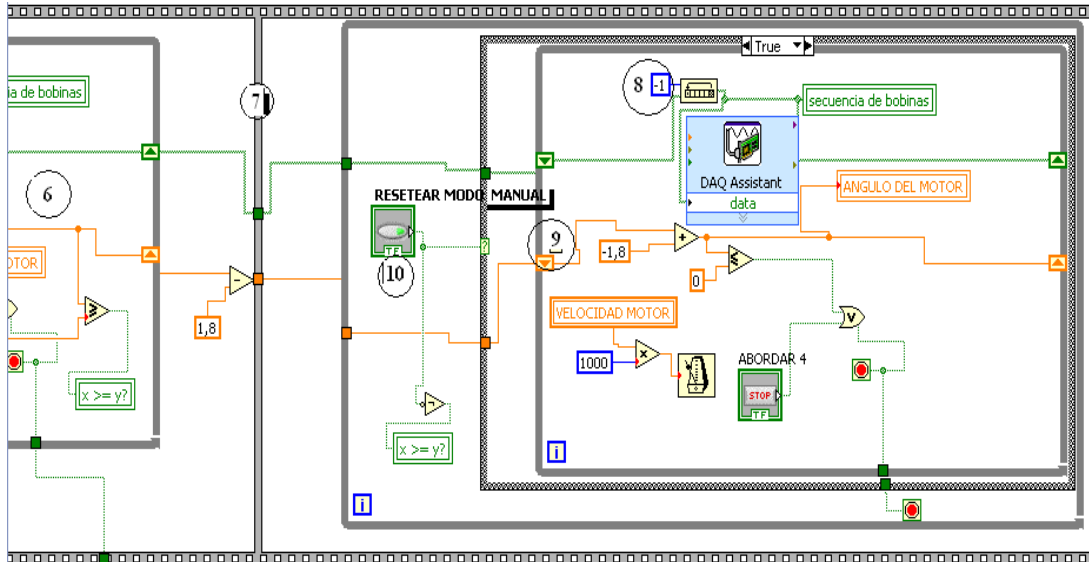 True
ia de bobinas
8
-1
secuencia de bobinas
7
DAQ Assistant
data
6
RESETEAR MODO MANUAL
TF
10
?
ANGULO DEL MOTOR
9
+
-1,8
OTOR
-
1,8
≥
≤
0
VELOCIDAD MOTOR
1000
x
V
ABORDAR 4
STOP
TF
x >= y?
¬
x >= y?
i
i